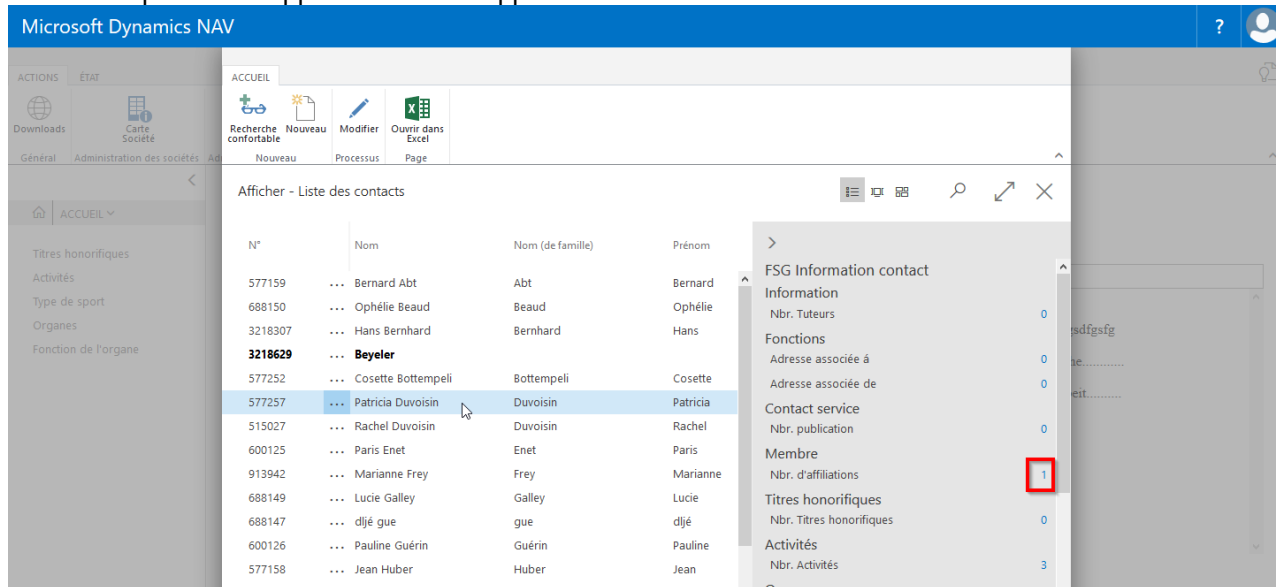 Microsoft Dynamics NAV ?
ACTIONS ÉTAT
Downloads Carte Société
Général Administration des sociétés
ACCUEIL
Titres honorifiques
Activités
Type de sport
Organes
Fonction de l'organe
ACCUEIL
Recherche confortable Nouveau Modifier Ouvrir dans Excel
Nouveau Processus Page
Afficher - Liste des contacts
N° Nom Nom (de famille) Prénom
577159 ... Bernard Abt Abt Bernard
688150 ... Ophélie Beaud Beaud Ophélie
3218307 ... Hans Bernhard Bernhard Hans
3218629 ... Beyeler
577252 ... Cosette Bottempeli Bottempeli Cosette
577257 ... Patricia Duvoisin Duvoisin Patricia
515027 ... Rachel Duvoisin Duvoisin Rachel
600125 ... Paris Enet Enet Paris
913942 ... Marianne Frey Frey Marianne
688149 ... Lucie Galley Galley Lucie
688147 ... dljé gue gue dljé
600126 ... Pauline Guérin Guérin Pauline
577158 ... Jean Huber Huber Jean
FSG Information contact
Information
Nbr. Tuteurs 0
Fonctions
Adresse associée á 0
Adresse associée de 0
Contact service
Nbr. publication 0
Membre
Nbr. d'affiliations 1
Titres honorifiques
Nbr. Titres honorifiques 0
Activités
Nbr. Activités 3